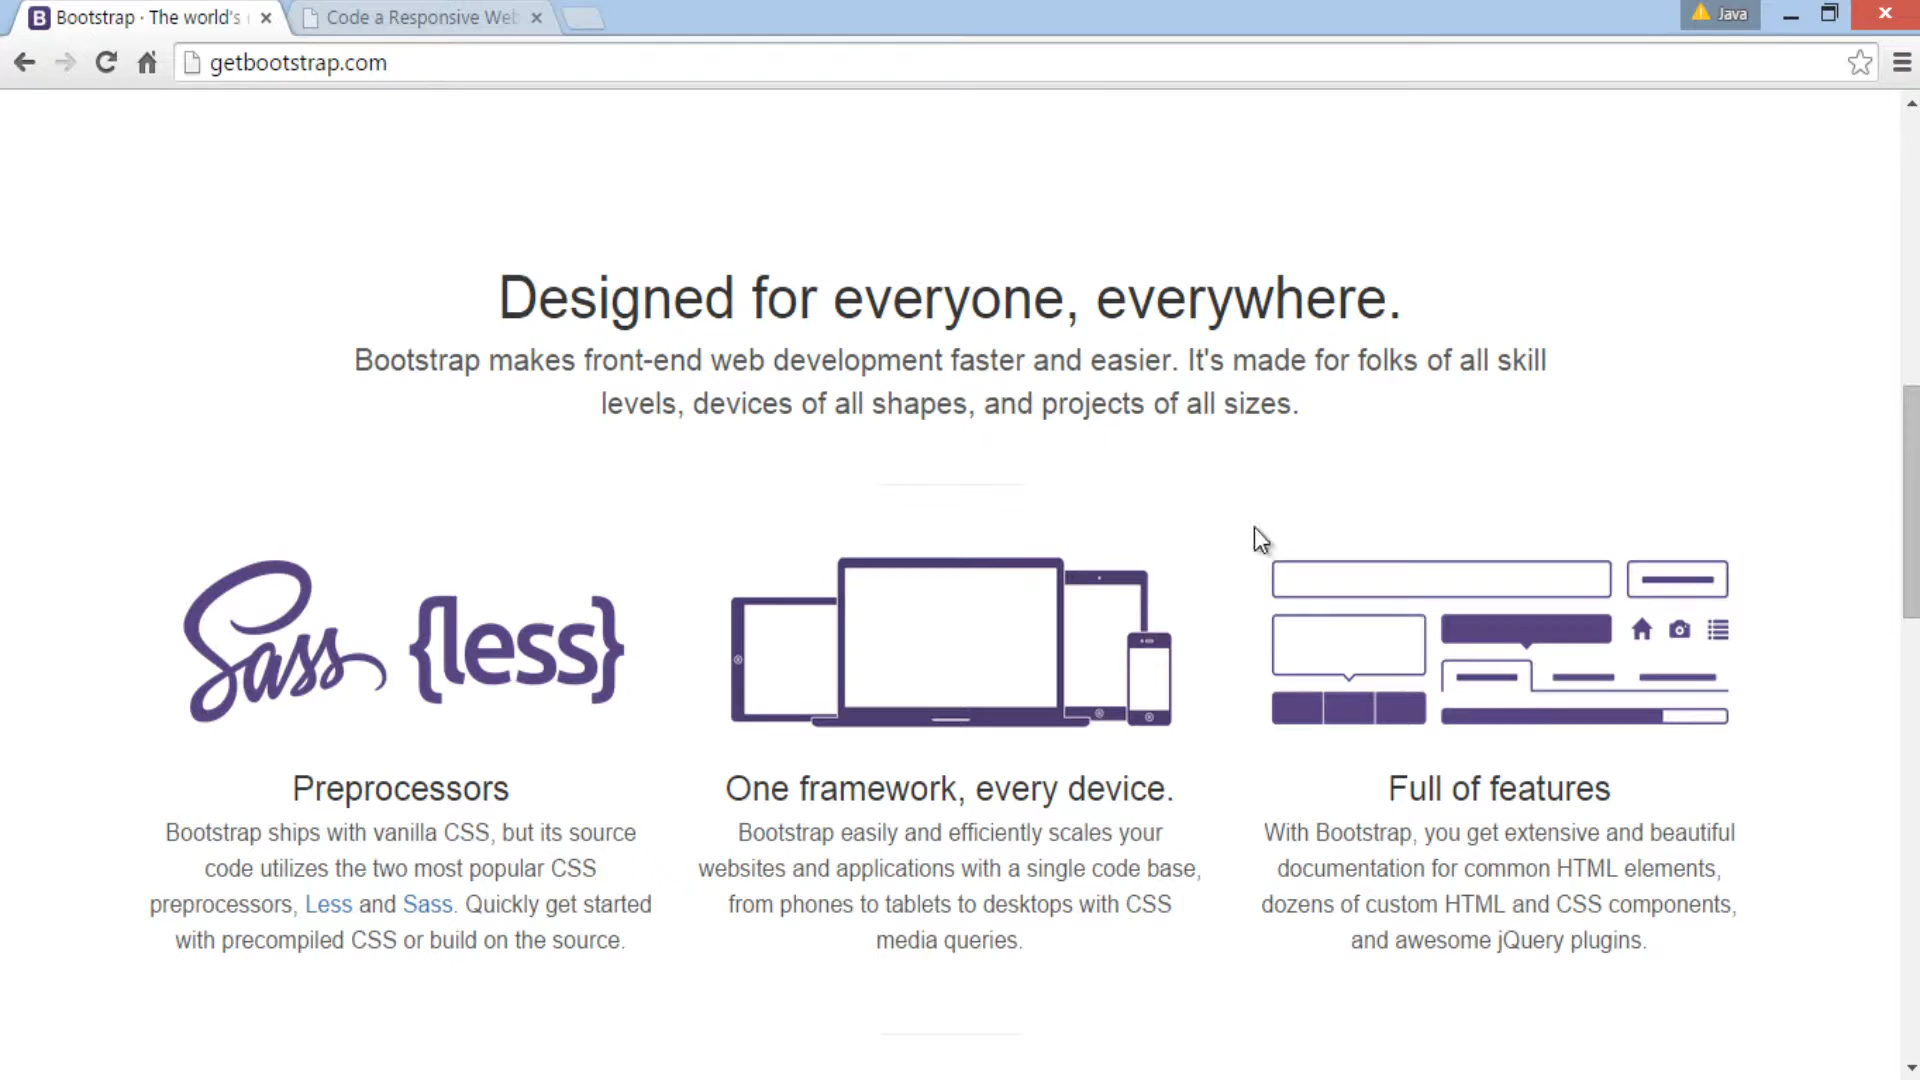 Bootstrap · The world's
Code a Responsive Web
Java
getbootstrap.com
Designed for everyone, everywhere.
Bootstrap makes front-end web development faster and easier. It's made for folks of all skill
levels, devices of all shapes, and projects of all sizes.
Sass {less}
Preprocessors
Bootstrap ships with vanilla CSS, but its source
code utilizes the two most popular CSS
preprocessors, Less and Sass. Quickly get started
with precompiled CSS or build on the source.
One framework, every device.
Bootstrap easily and efficiently scales your
websites and applications with a single code base,
from phones to tablets to desktops with CSS
media queries.
Full of features
With Bootstrap, you get extensive and beautiful
documentation for common HTML elements,
dozens of custom HTML and CSS components,
and awesome jQuery plugins.